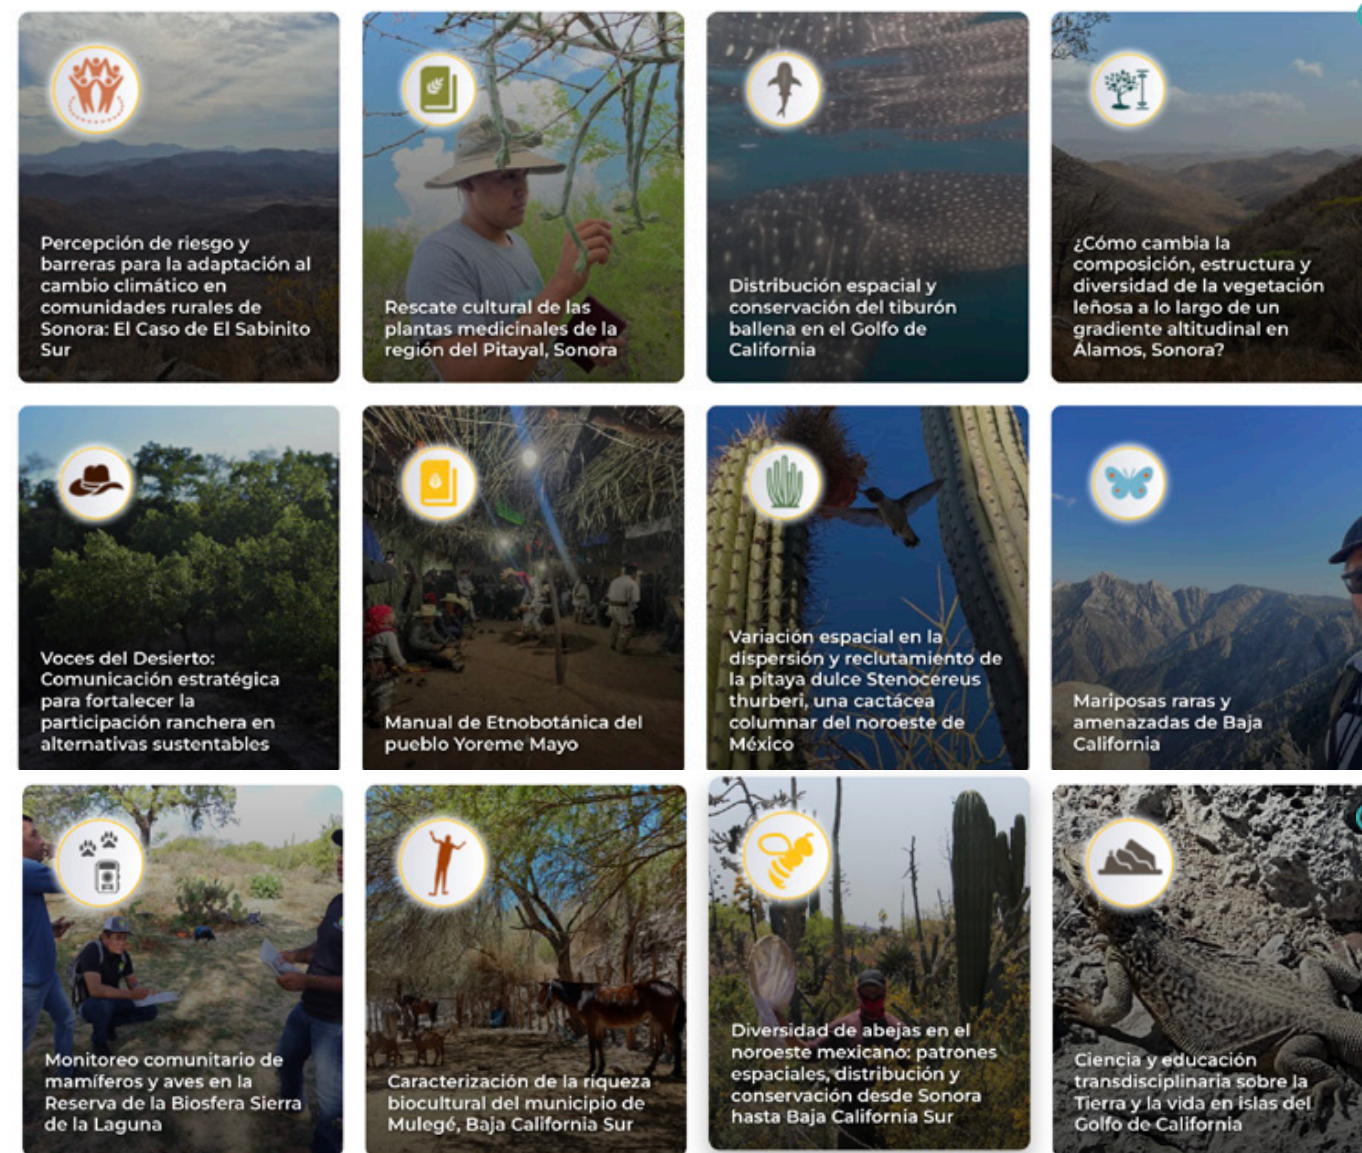 Percepción de riesgo y
barreras para la adaptación al
cambio climático en
comunidades rurales de
Sonora: El Caso de El Sabinito
Sur
Rescate cultural de las
plantas medicinales de la
región del Pitayal, Sonora
Distribución espacial y
conservación del tiburón
ballena en el Golfo de
California
¿Cómo cambia la
composición, estructura y
diversidad de la vegetación
leñosa a lo largo de un
gradiente altitudinal en
Álamos, Sonora?
Voces del Desierto:
Comunicación estratégica
para fortalecer la
participación ranchera en
alternativas sustentables
Manual de Etnobotánica del
pueblo Yoreme Mayo
Variación espacial en la
dispersión y reclutamiento de
la pitaya dulce Stenocereus
thurberi, una cactácea
columnar del noroeste de
México
Mariposas raras y
amenazadas de Baja
California
Monitoreo comunitario de
mamíferos y aves en la
Reserva de la Biosfera Sierra
de la Laguna
Caracterización de la riqueza
biocultural del municipio de
Mulegé, Baja California Sur
Diversidad de abejas en el
noroeste mexicano: patrones
espaciales, distribución y
conservación desde Sonora
hasta Baja California Sur
Ciencia y educación
transdisciplinaria sobre la
Tierra y la vida en islas del
Golfo de California